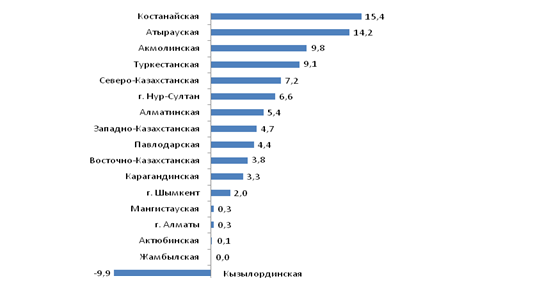 Костанайская 15,4
Атырауская 14,2
Акмолинская 9,8
Туркестанская 9,1
Северо-Казахстанская 7,2
г. Нур-Султан 6,6
Алматинская 5,4
Западно-Казахстанская 4,7
Павлодарская 4,4
Восточно-Казахстанская 3,8
Карагандинская 3,3
г. Шымкент 2,0
Мангистауская 0,3
г. Алматы 0,3
Актюбинская 0,1
Жамбылская 0,0
-9,9 Кызылординская